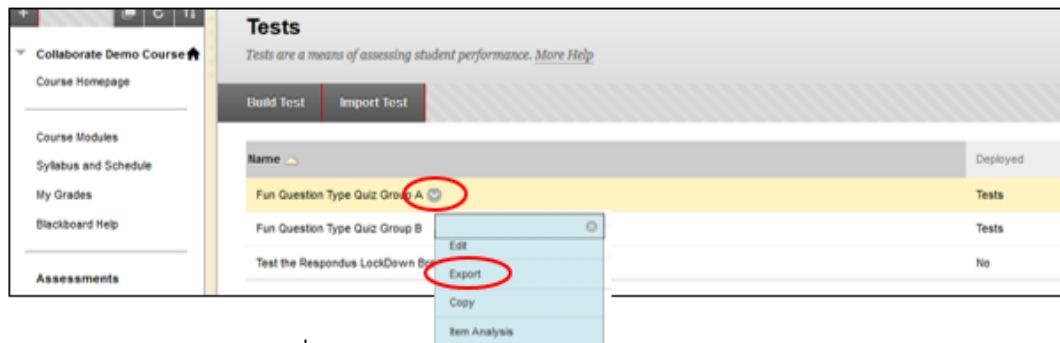 Tests
Collaborate Demo Course
Tests are a means of assessing student performance. More Help
Course Homepage
Build Test Import Test
Course Modules
Name Deployed
Syllabus and Schedule
My Grades
Fun Question Type Quiz Group A Tests
Blackboard Help
Fun Question Type Quiz Group B Tests
Edit
Test the Respondus LockDown No
Assessments
Export
Copy
Item Analysis